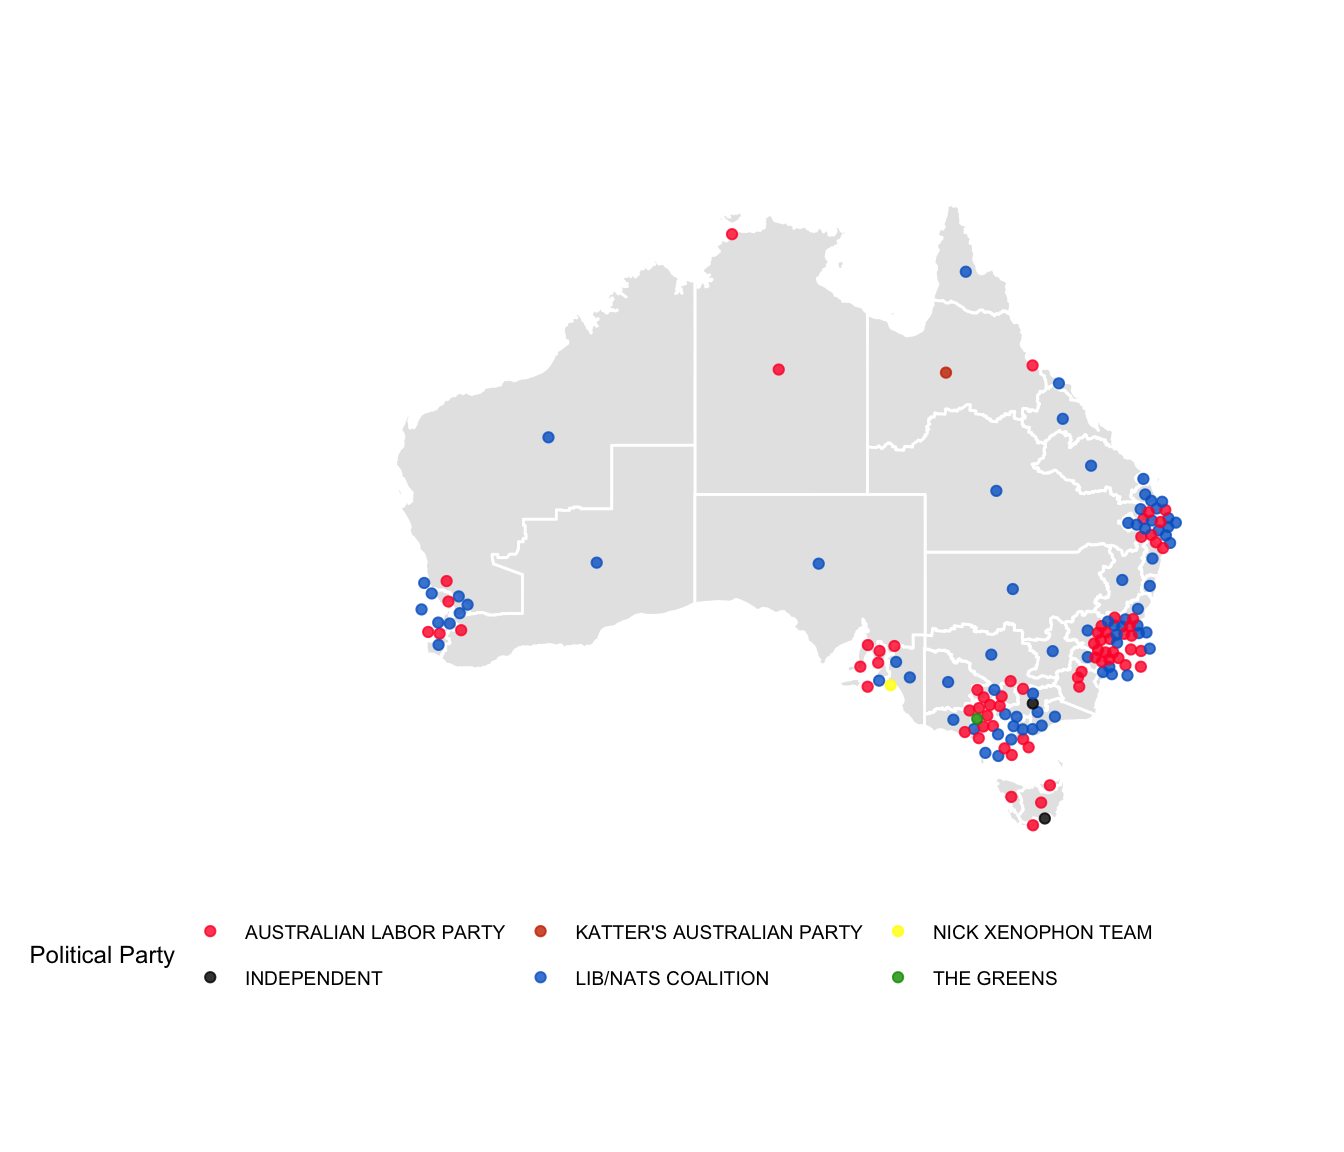 AUSTRALIAN LABOR PARTY KATTER'S AUSTRALIAN PARTY NICK XENOPHON TEAM
Political Party
INDEPENDENT LIB/NATS COALITION THE GREENS